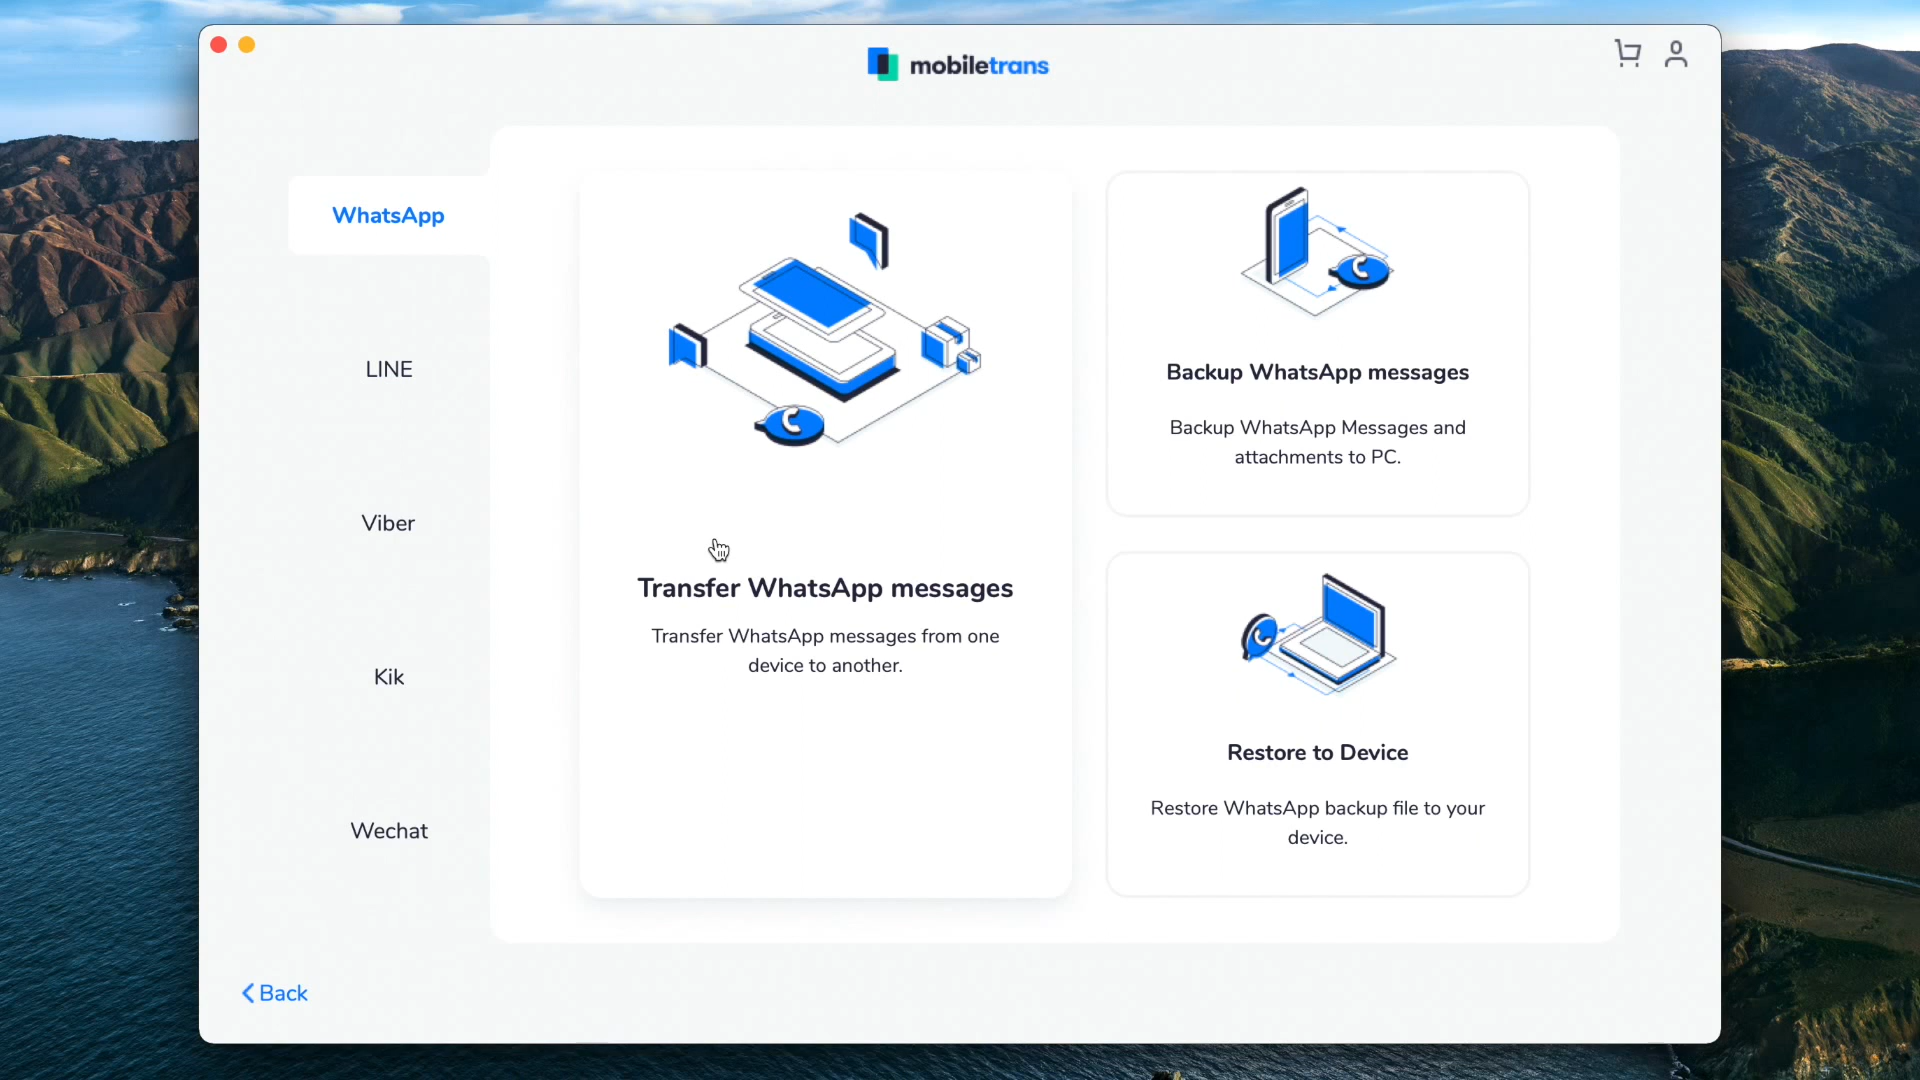 mobiletrans
WhatsApp
LINE
Viber
Kik
Wechat
Transfer WhatsApp messages
Transfer WhatsApp messages from one
device to another.
Backup WhatsApp messages
Backup WhatsApp Messages and
attachments to PC.
Restore to Device
Restore WhatsApp backup file to your
device.
Back